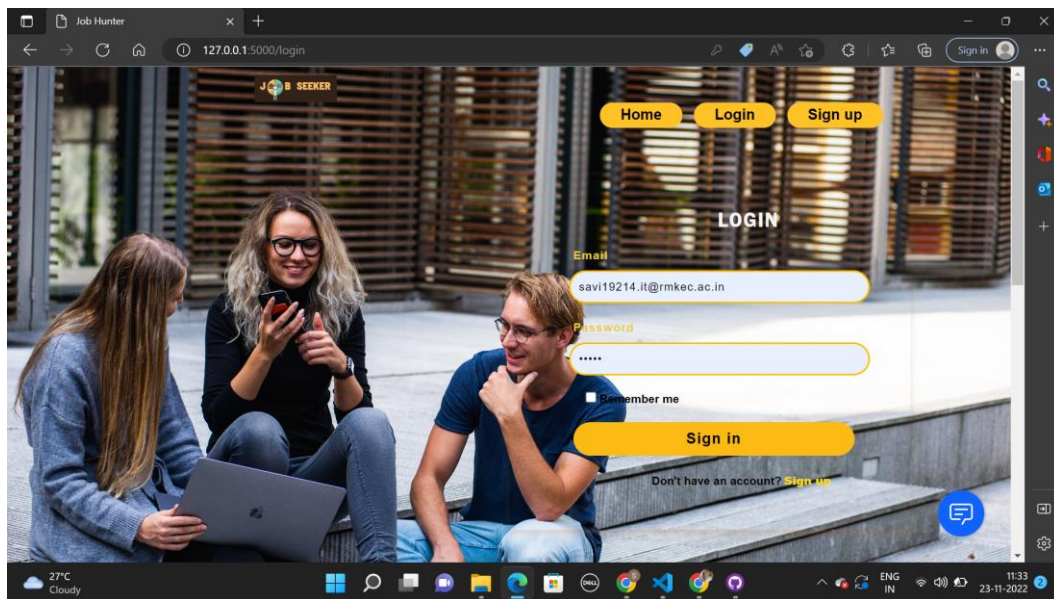 Job Hunter
127.0.0.1:5000/login
Sign in
JOB SEEKER
Home Login Sign up
LOGIN
Email
savi19214.it@rmkec.ac.in
Password
•••••
Remember me
Sign in
Don't have an account? Sign up
27°C
Cloudy
DELL
ENG
IN
11:33
23-11-2022
2